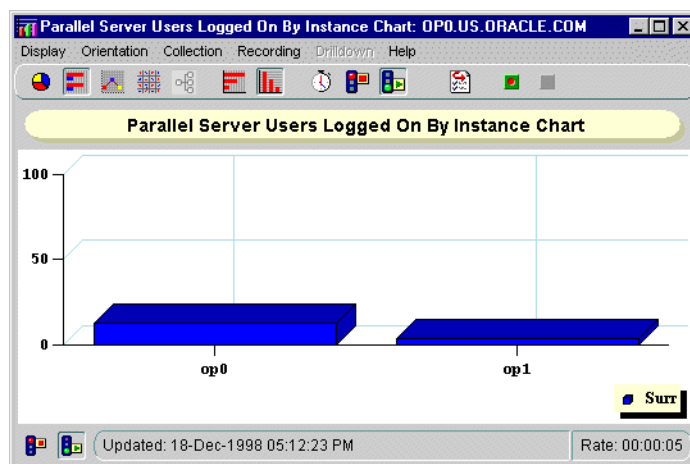 Parallel Server Users Logged On By Instance Chart: OP0.US.ORACLE.COM
Display Orientation Collection Recording Drilldown Help
Parallel Server Users Logged On By Instance Chart
100
50
0
op0 op1
Surr
Updated: 18-Dec-1998 05:12:23 PM Rate: 00:00:05